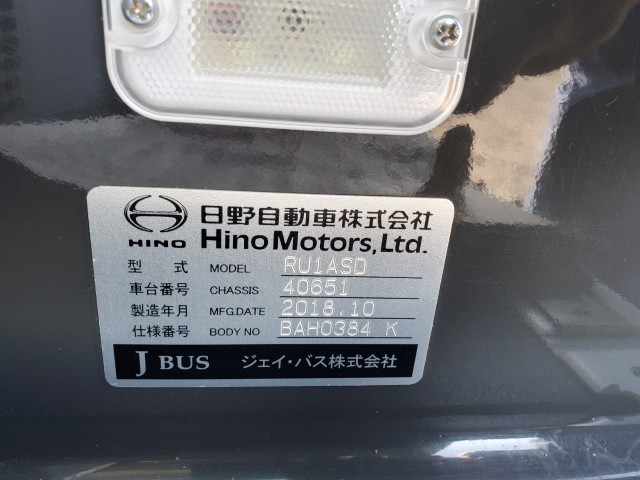 日野自動車株式会社
HINO Hino Motors, Ltd.
型 式 MODEL RU1ASD
車台番号 CHASSIS 40651
製造年月 MFG.DATE 2018.10
仕様番号 BODY NO BAH0384 K
J BUS ジェイ・バス株式会社